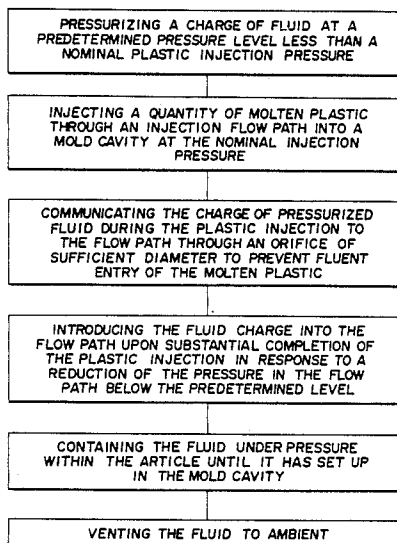 PRESSURIZING A CHARGE OF FLUID AT A
PREDETERMINED PRESSURE LEVEL LESS THAN A
NOMINAL PLASTIC INJECTION PRESSURE
INJECTING A QUANTITY OF MOLTEN PLASTIC
THROUGH AN INJECTION FLOW PATH INTO A
MOLD CAVITY AT THE NOMINAL INJECTION
PRESSURE
COMMUNICATING THE CHARGE OF PRESSURIZED
FLUID DURING THE PLASTIC INJECTION TO
THE FLOW PATH THROUGH AN ORIFICE OF
SUFFICIENT DIAMETER TO PREVENT FLUENT
ENTRY OF THE MOLTEN PLASTIC
INTRODUCING THE FLUID CHARGE INTO THE
FLOW PATH UPON SUBSTANTIAL COMPLETION OF
THE PLASTIC INJECTION IN RESPONSE TO A
REDUCTION OF THE PRESSURE IN THE FLOW
PATH BELOW THE PREDETERMINED LEVEL
CONTAINING THE FLUID UNDER PRESSURE
WITHIN THE ARTICLE UNTIL IT HAS SET UP
IN THE MOLD CAVITY
VENTING THE FLUID TO AMBIENT